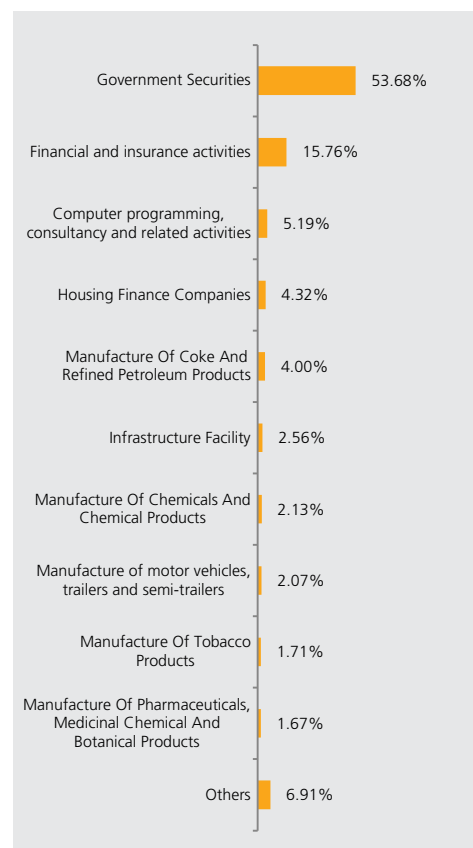 Government Securities 53.68%
Financial and insurance activities 15.76%
Computer programming,
consultancy and related activities 5.19%
Housing Finance Companies 4.32%
Manufacture Of Coke And
Refined Petroleum Products 4.00%
Infrastructure Facility 2.56%
Manufacture Of Chemicals And
Chemical Products 2.13%
Manufacture of motor vehicles,
trailers and semi-trailers 2.07%
Manufacture Of Tobacco
Products 1.71%
Manufacture Of Pharmaceuticals,
Medicinal Chemical And
Botanical Products 1.67%
Others 6.91%